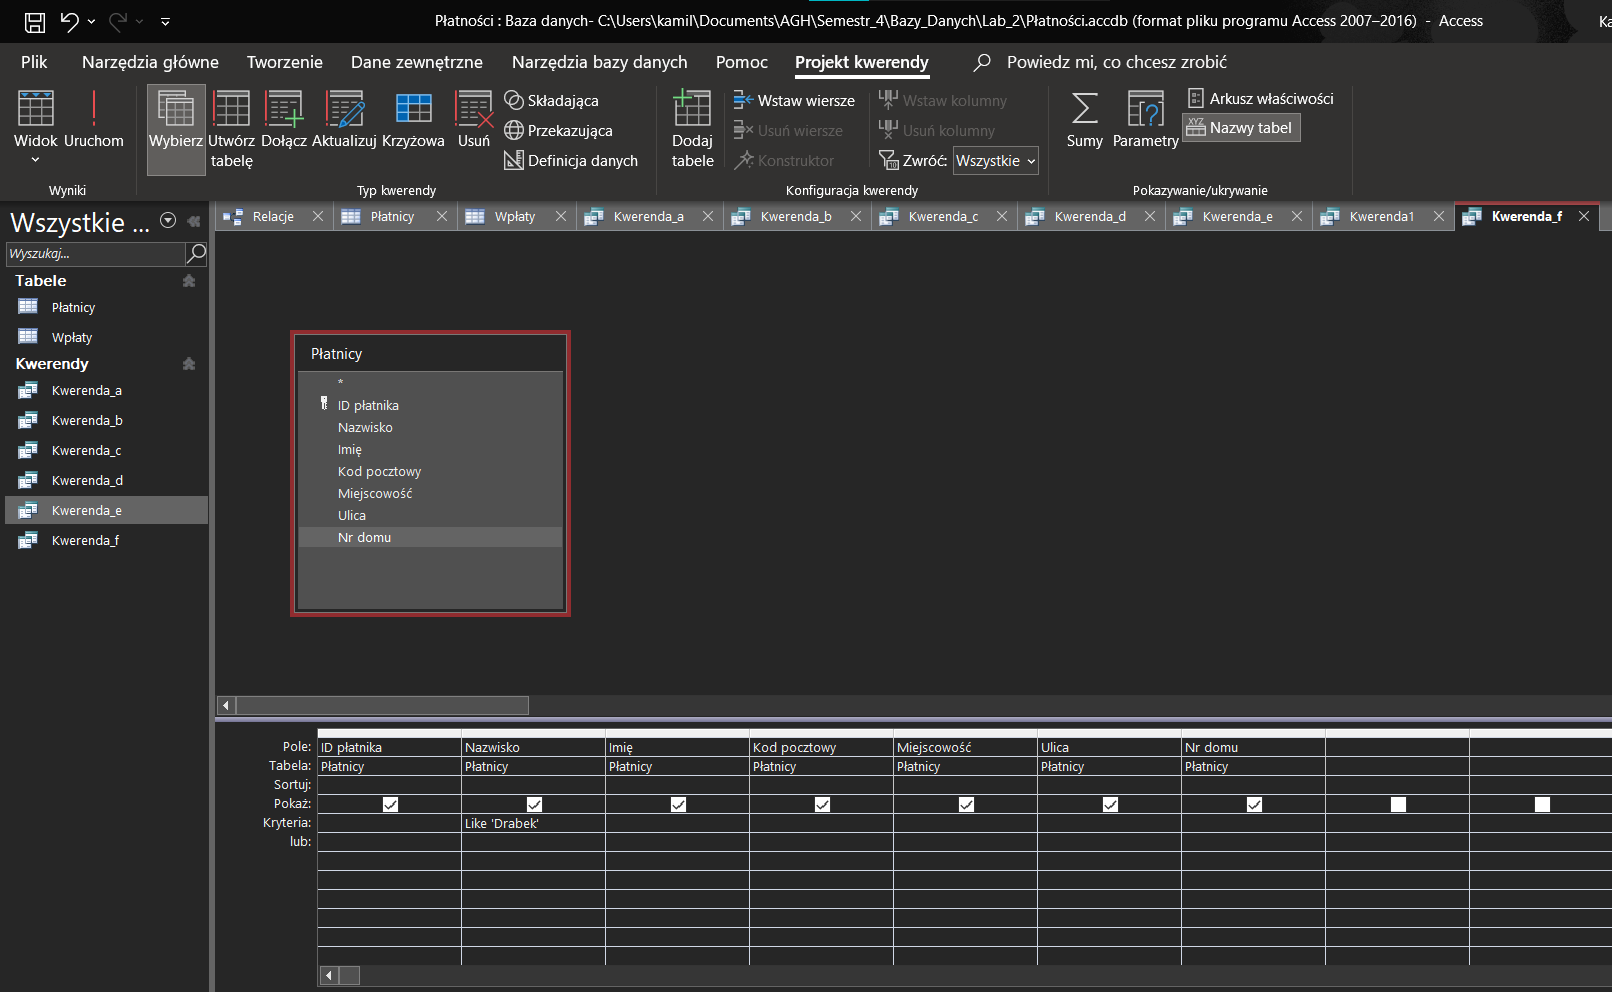 Płatności : Baza danych- C:\Users\kamil\Documents\AGH\Semestr_4\Bazy_Danych\Lab_2\Płatności.accdb (format pliku programu Access 2007–2016) - Access
Ka
Plik Narzędzia główne Tworzenie Dane zewnętrzne Narzędzia bazy danych Pomoc Projekt kwerendy Powiedz mi, co chcesz zrobić
Widok Uruchom
Wyniki
Wybierz Utwórz tabelę Dołącz Aktualizuj Krzyżowa Usuń
Składająca
Przekazująca
Definicja danych
Typ kwerendy
Dodaj tabele
Wstaw wiersze
Usuń wiersze
Konstruktor
Wstaw kolumny
Usuń kolumny
Zwróć: Wszystkie
Konfiguracja kwerendy
Sumy Parametry
Arkusz właściwości
XYZ Nazwy tabel
Pokazywanie/ukrywanie
Wszystkie ...
Wyszukaj...
Tabele
Płatnicy
Wpłaty
Kwerendy
Kwerenda_a
Kwerenda_b
Kwerenda_c
Kwerenda_d
Kwerenda_e
Kwerenda_f
Relacje Płatnicy Wpłaty Kwerenda_a Kwerenda_b Kwerenda_c Kwerenda_d Kwerenda_e Kwerenda1 Kwerenda_f
Płatnicy
*
ID płatnika
Nazwisko
Imię
Kod pocztowy
Miejscowość
Ulica
Nr domu
Pole: ID płatnika Nazwisko Imię Kod pocztowy Miejscowość Ulica Nr domu
Tabela: Płatnicy Płatnicy Płatnicy Płatnicy Płatnicy Płatnicy Płatnicy
Sortuj:
Pokaż:
Kryteria: Like 'Drabek'
lub: